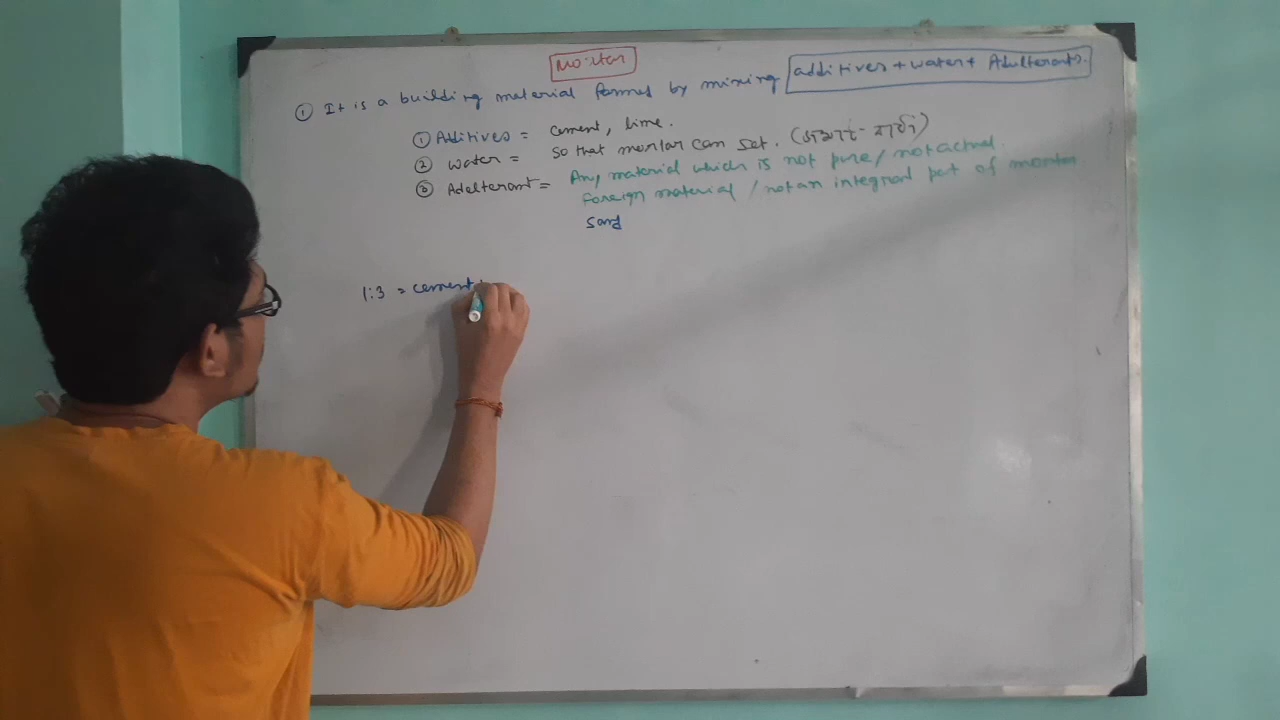 Mortar
① It is a building material formed by mixing additives + water + Adulterants.
① Additives = cement, lime.
② water = so that mortar can set.
③ Adulterant = Any material which is not pure / not actual.
Foreign material / not an integral part of mortar
Sand
1:3 = cement